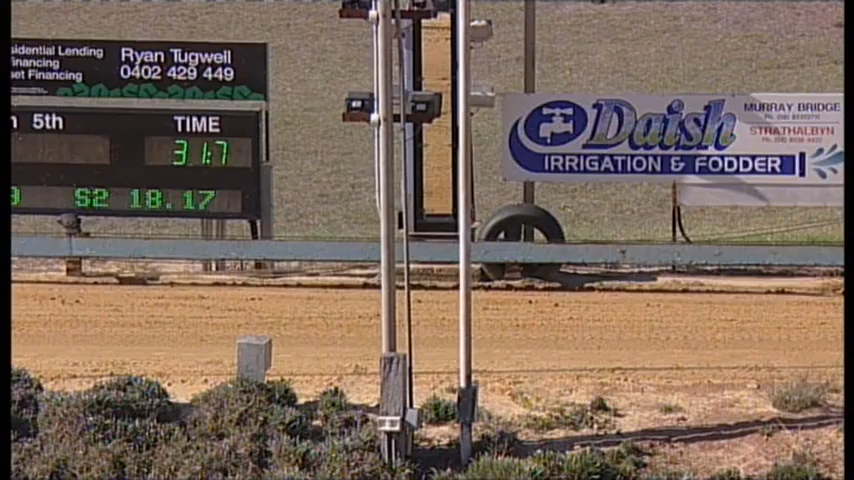 sidential Lending
inancing
set Financing
Ryan Tugwell
0402 429 449
5th
TIME
31:7
9
S2 18.17
Daish
IRRIGATION & FODDER
MURRAY BRIDGE
STRATHALBYN